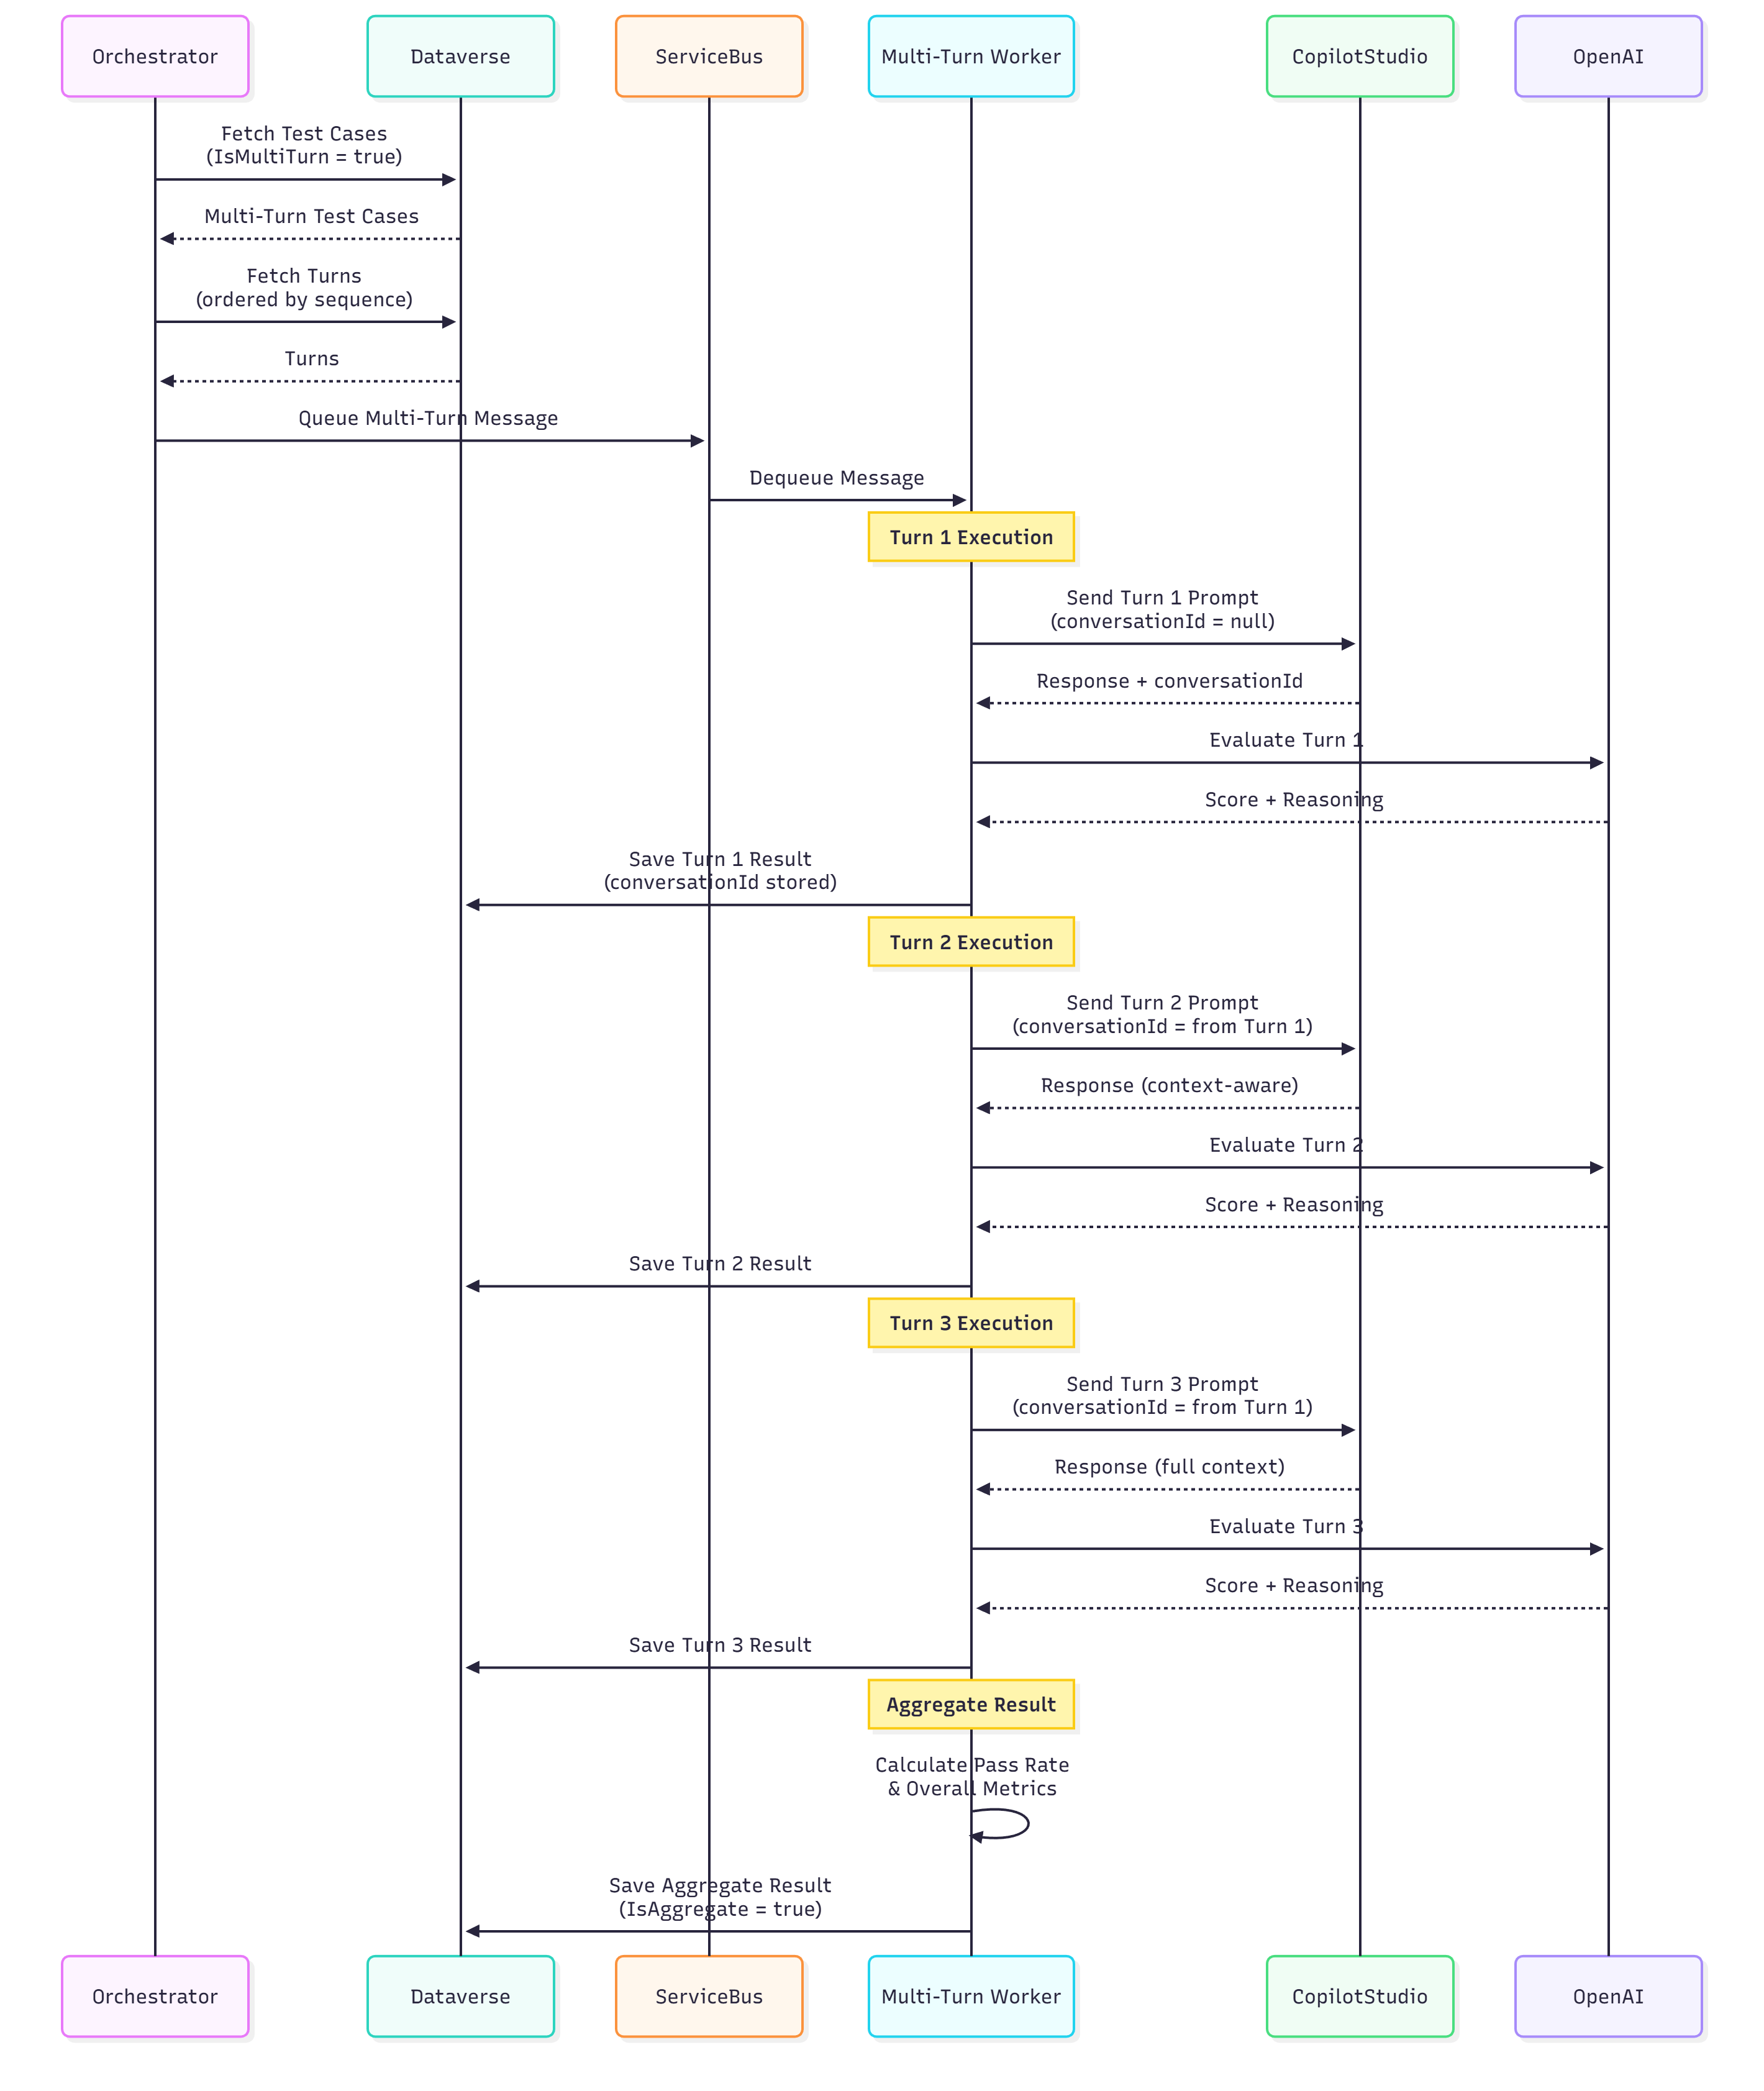 Orchestrator
Dataverse
ServiceBus
Multi-Turn Worker
CopilotStudio
OpenAI
Fetch Test Cases
(IsMultiTurn = true)
Multi-Turn Test Cases
Fetch Turns
(ordered by sequence)
Turns
Queue Multi-Turn Message
Dequeue Message
Turn 1 Execution
Send Turn 1 Prompt
(conversationId = null)
Response + conversationId
Evaluate Turn 1
Score + Reasoning
Save Turn 1 Result
(conversationId stored)
Turn 2 Execution
Send Turn 2 Prompt
(conversationId = from Turn 1)
Response (context-aware)
Evaluate Turn 2
Score + Reasoning
Save Turn 2 Result
Turn 3 Execution
Send Turn 3 Prompt
(conversationId = from Turn 1)
Response (full context)
Evaluate Turn 3
Score + Reasoning
Save Turn 3 Result
Aggregate Result
Calculate Pass Rate
& Overall Metrics
Save Aggregate Result
(IsAggregate = true)
Orchestrator
Dataverse
ServiceBus
Multi-Turn Worker
CopilotStudio
OpenAI